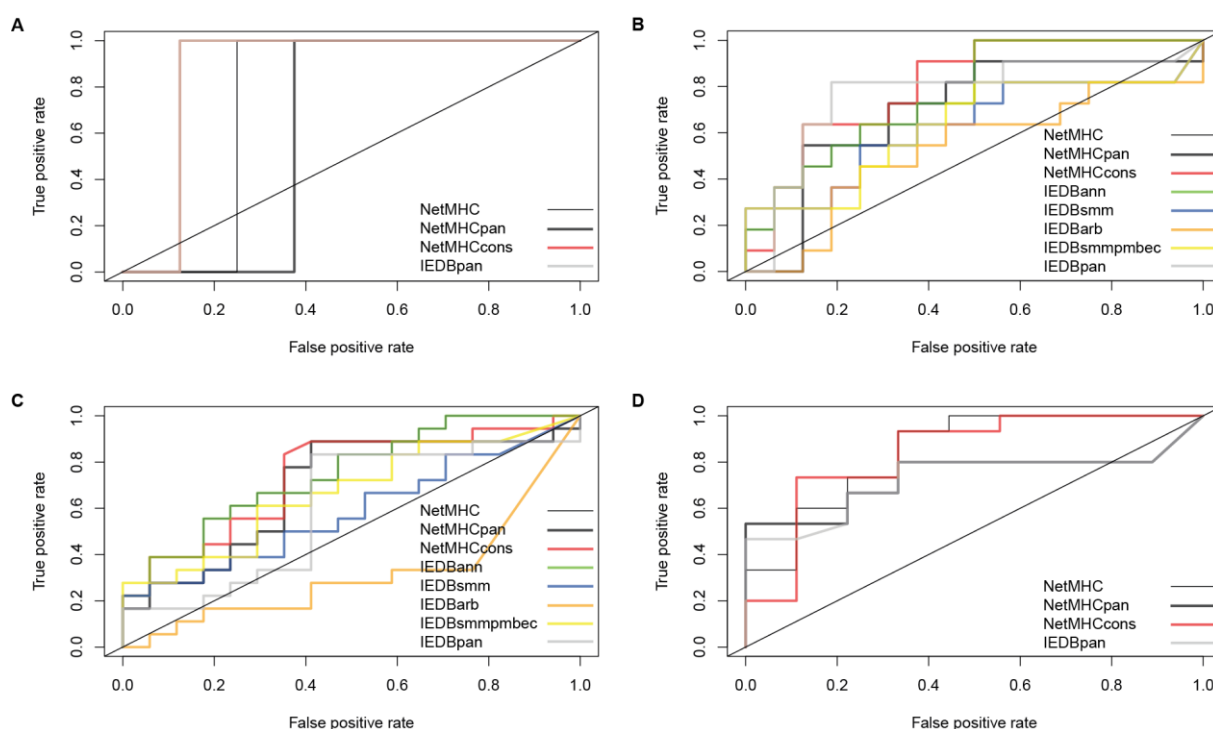 A
True positive rate
1.0
0.8
0.6
0.4
0.2
0.0
NetMHC
NetMHCpan
NetMHCcons
IEDBpan
0.0 0.2 0.4 0.6 0.8 1.0
False positive rate
B
True positive rate
1.0
0.8
0.6
0.4
0.2
0.0
NetMHC
NetMHCpan
NetMHCcons
IEDBann
IEDBsmm
IEDBarb
IEDBsmmpmbec
IEDBpan
0.0 0.2 0.4 0.6 0.8 1.0
False positive rate
C
True positive rate
1.0
0.8
0.6
0.4
0.2
0.0
NetMHC
NetMHCpan
NetMHCcons
IEDBann
IEDBsmm
IEDBarb
IEDBsmmpmbec
IEDBpan
0.0 0.2 0.4 0.6 0.8 1.0
False positive rate
D
True positive rate
1.0
0.8
0.6
0.4
0.2
0.0
NetMHC
NetMHCpan
NetMHCcons
IEDBpan
0.0 0.2 0.4 0.6 0.8 1.0
False positive rate